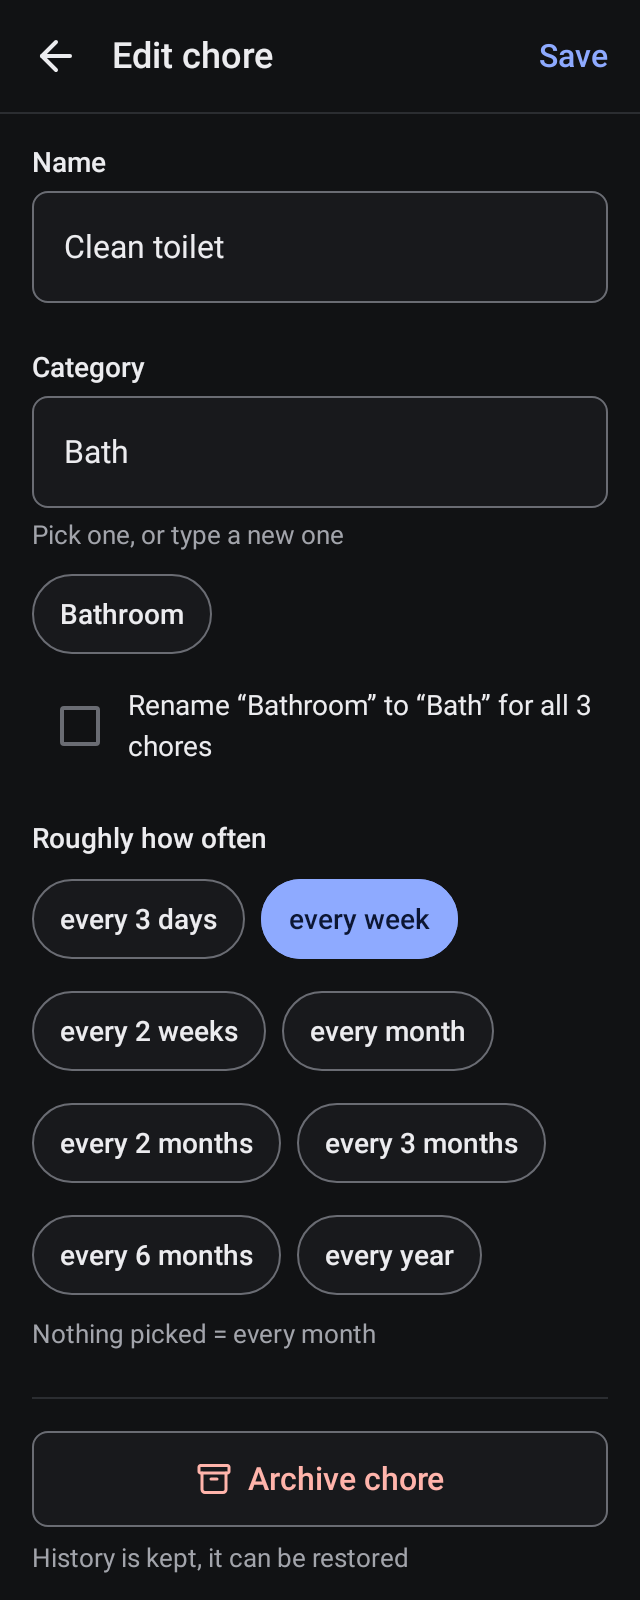 Edit chore
Save
Name
Clean toilet
Category
Bath
Pick one, or type a new one
Bathroom
Rename “Bathroom” to “Bath” for all 3
chores
Roughly how often
every 3 days
every week
every 2 weeks
every month
every 2 months
every 3 months
every 6 months
every year
Nothing picked = every month
Archive chore
History is kept, it can be restored